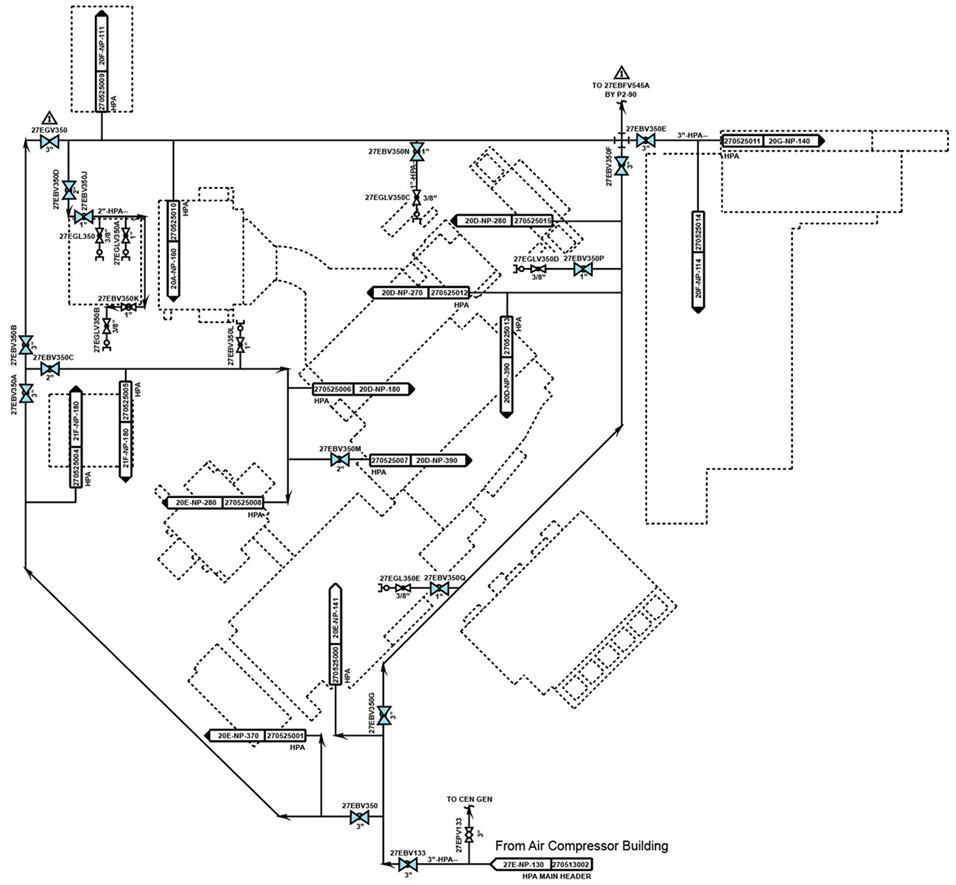 20F-NP-111
270525009
HPA
TO 27EBFV545A
BY P2-90
27EGV350
3"
27EBV350E
3"
3"-HPA--
270525011 20G-NP-140
HPA
27EBV350D
2"
27EBV350J
1"
2"-HPA--
27EGL350
3/8"
27EGLV350A
1"
HPA
270525010
20A-NP-160
27EBV350N
1"
1"-HPA--
27EGLV350C
3/8"
27EBV350F
3"
20D-NP-280 270525015
27EGLV350D
3/8"
27EBV350P
1"
270525014
20F-NP-114
20D-NP-270 270525012
HPA
HPA
270525013
20D-NP-390
27EBV350K
1"
27EGLV350B
3/8"
27EBV350L
1"
27EBV350B
3"
27EBV350C
2"
27EBV350A
3"
21F-NP-180
270525004
HPA
HPA
270525005
21F-NP-180
270525006 20D-NP-180
HPA
27EBV350M
2"
270525007 20D-NP-390
HPA
20E-NP-280 270525008
HPA
27EGL350E
3/8"
27EBV350Q
1"
20E-NP-141
270525000
HPA
27EBV350G
3"
20E-NP-370 270525001
HPA
27EBV350
3"
TO CEN GEN
27EPV133
3"
27EBV133
3"
3"-HPA--
From Air Compressor Building
27E-NP-130 270513002
HPA MAIN HEADER